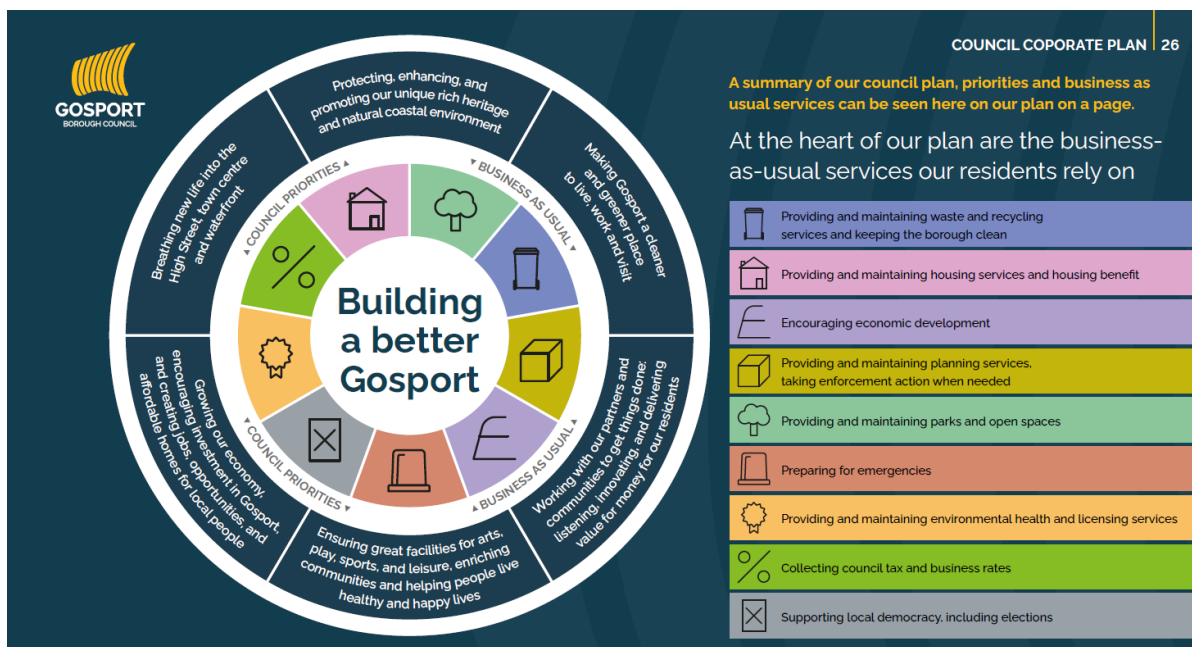 GOSPORT
BOROUGH COUNCIL
COUNCIL COPORATE PLAN 26
A summary of our council plan, priorities and business as
usual services can be seen here on our plan on a page.
At the heart of our plan are the business-
as-usual services our residents rely on
Protecting, enhancing, and
promoting our unique rich heritage
and natural coastal environment
Making Gosport a cleaner
and greener place
to live, work and visit
Working with our partners and
communities to get things done:
listening, innovating, and delivering
value for money for our residents
Ensuring great facilities for arts,
play, sports, and leisure, enriching
communities and helping people live
healthy and happy lives
Growing our economy,
encouraging investment in Gosport,
and creating jobs, opportunities, and
affordable homes for local people
Breathing new life into the
High Street, town centre
and waterfront
▲ COUNCIL PRIORITIES ▲
▼ BUSINESS AS USUAL ▼
▼ COUNCIL PRIORITIES ▼
▲ BUSINESS AS USUAL ▲
%
£
Building
a better
Gosport
Providing and maintaining waste and recycling
services and keeping the borough clean
Providing and maintaining housing services and housing benefit
£ Encouraging economic development
Providing and maintaining planning services,
taking enforcement action when needed
Providing and maintaining parks and open spaces
Preparing for emergencies
Providing and maintaining environmental health and licensing services
% Collecting council tax and business rates
Supporting local democracy, including elections